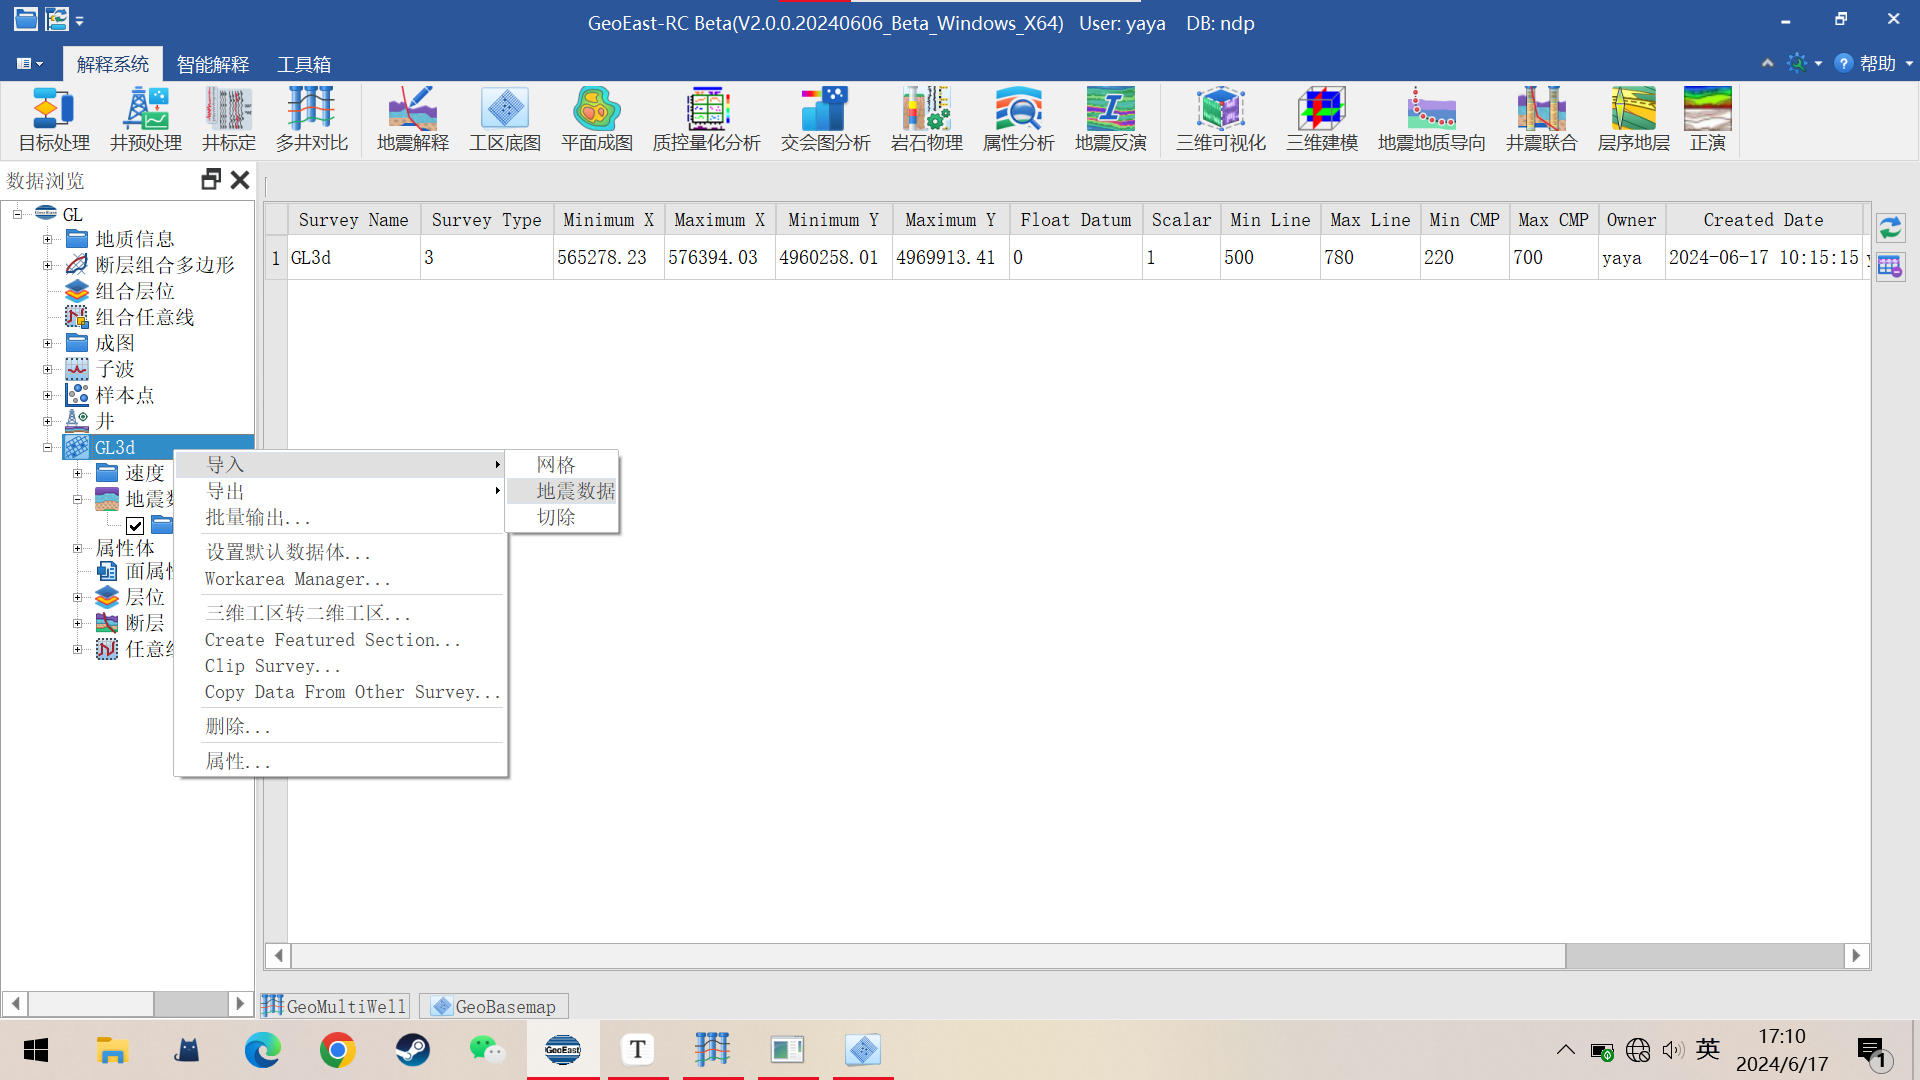 GeoEast-RC Beta(V2.0.0.20240606_Beta_Windows_X64) User: yaya DB: ndp
解释系统 智能解释 工具箱 帮助
目标处理 井预处理 井标定 多井对比 地震解释 工区底图 平面成图 质控量化分析 交会图分析 岩石物理 属性分析 地震反演 三维可视化 三维建模 地震地质导向 井震联合 层序地层 正演
数据浏览
GL
地质信息
断层组合多边形
组合层位
组合任意线
成图
子波
样本点
井
GL3d
速度
地震数
属性体
面属性
层位
断层
任意线
Survey Name Survey Type Minimum X Maximum X Minimum Y Maximum Y Float Datum Scalar Min Line Max Line Min CMP Max CMP Owner Created Date
1 GL3d 3 565278.23 576394.03 4960258.01 4969913.41 0 1 500 780 220 700 yaya 2024-06-17 10:15:15
导入
导出
批量输出...
设置默认数据体...
Workarea Manager...
三维工区转二维工区...
Create Featured Section...
Clip Survey...
Copy Data From Other Survey...
删除...
属性...
网格
地震数据
切除
GeoMultiWell GeoBasemap
GeoEast
T
英
17:10
2024/6/17
1